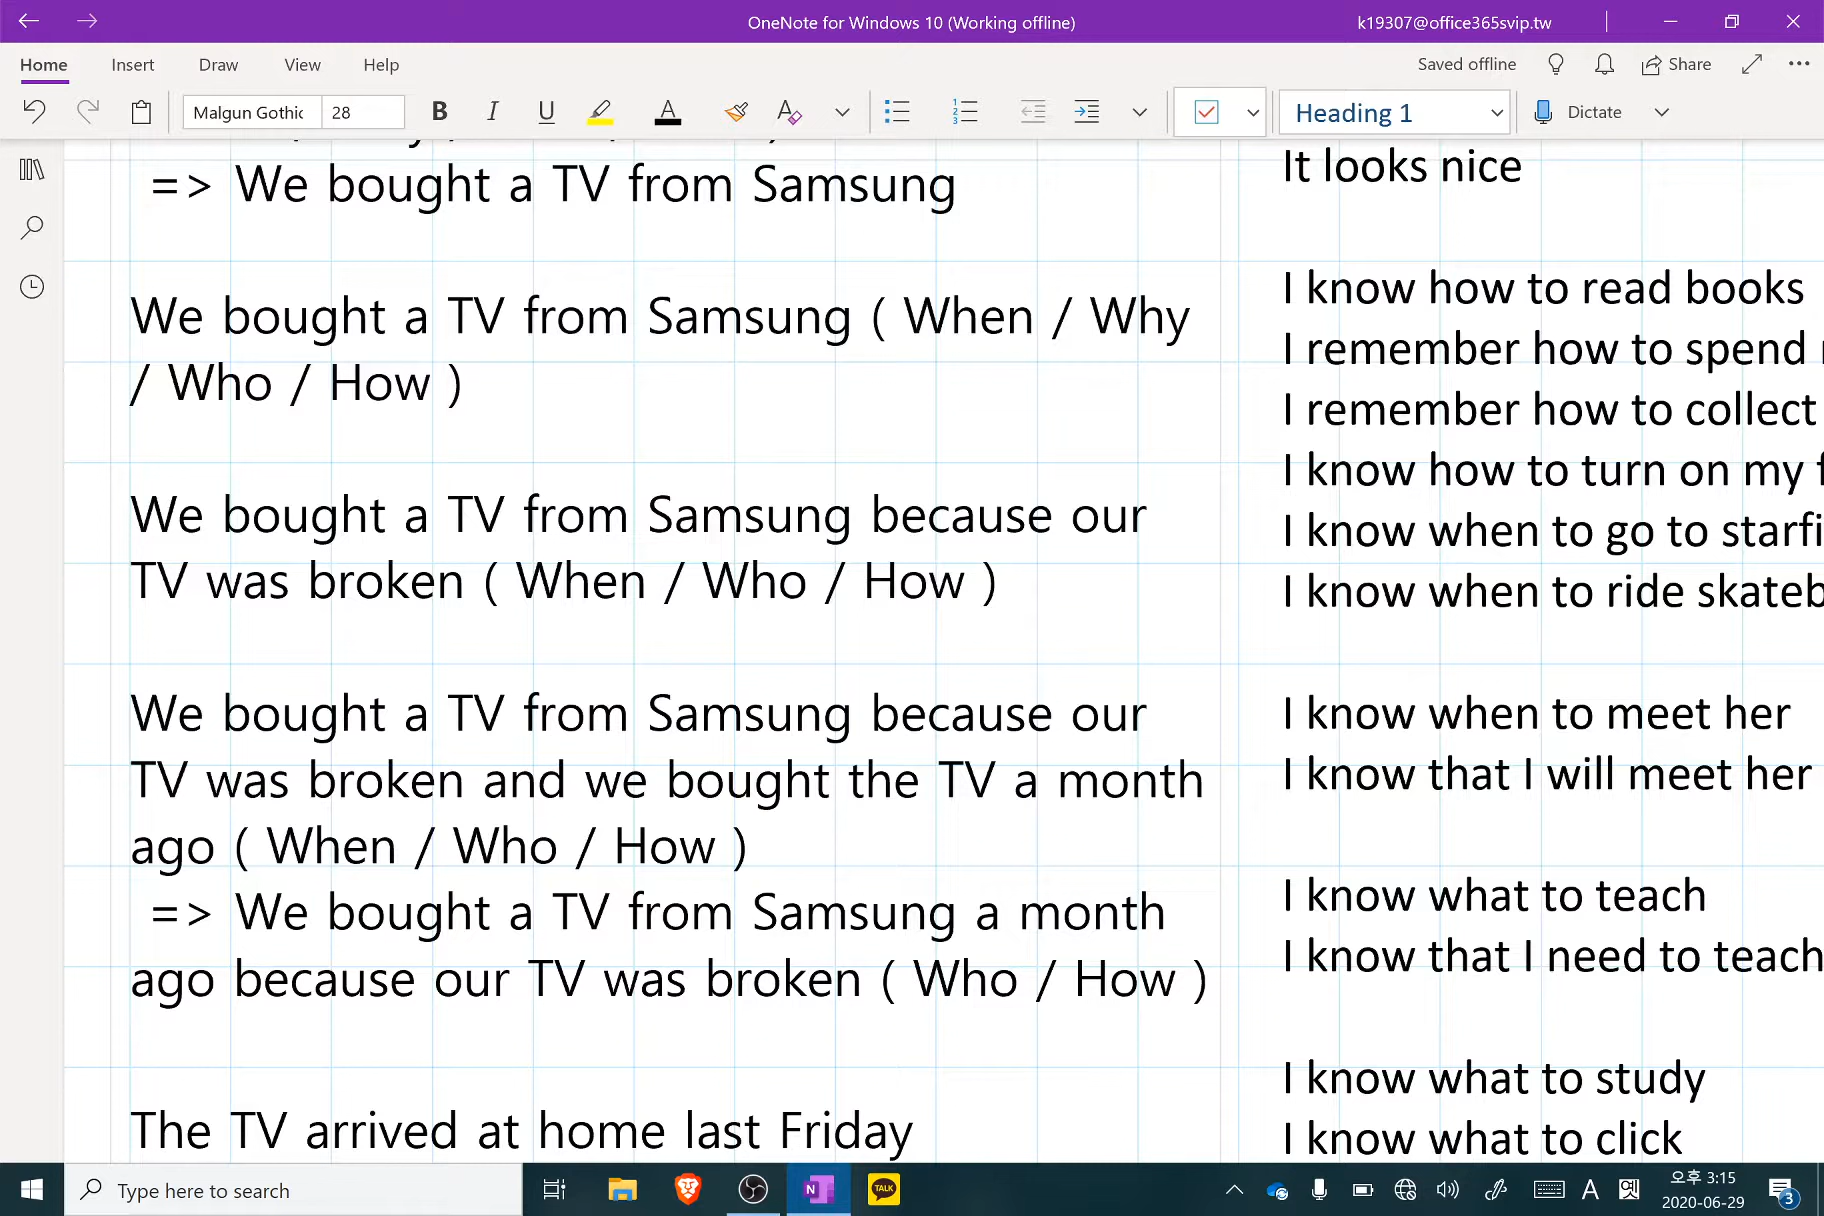 OneNote for Windows 10 (Working offline)
k19307@office365svip.tw
Home
Insert
Draw
View
Help
Saved offline
Share
Malgun Gothic
28
B
I
U
A
A
Heading 1
Dictate
=> We bought a TV from Samsung
We bought a TV from Samsung ( When / Why
/ Who / How )
We bought a TV from Samsung because our
TV was broken ( When / Who / How )
We bought a TV from Samsung because our
TV was broken and we bought the TV a month
ago ( When / Who / How )
=> We bought a TV from Samsung a month
ago because our TV was broken ( Who / How )
The TV arrived at home last Friday
It looks nice
I know how to read books
I remember how to spend
I remember how to collect
I know how to turn on my
I know when to go to starfi
I know when to ride skateb
I know when to meet her
I know that I will meet her
I know what to teach
I know that I need to teach
I know what to study
I know what to click
Type here to search
N
TALK
A
오후 3:15
2020-06-29
3